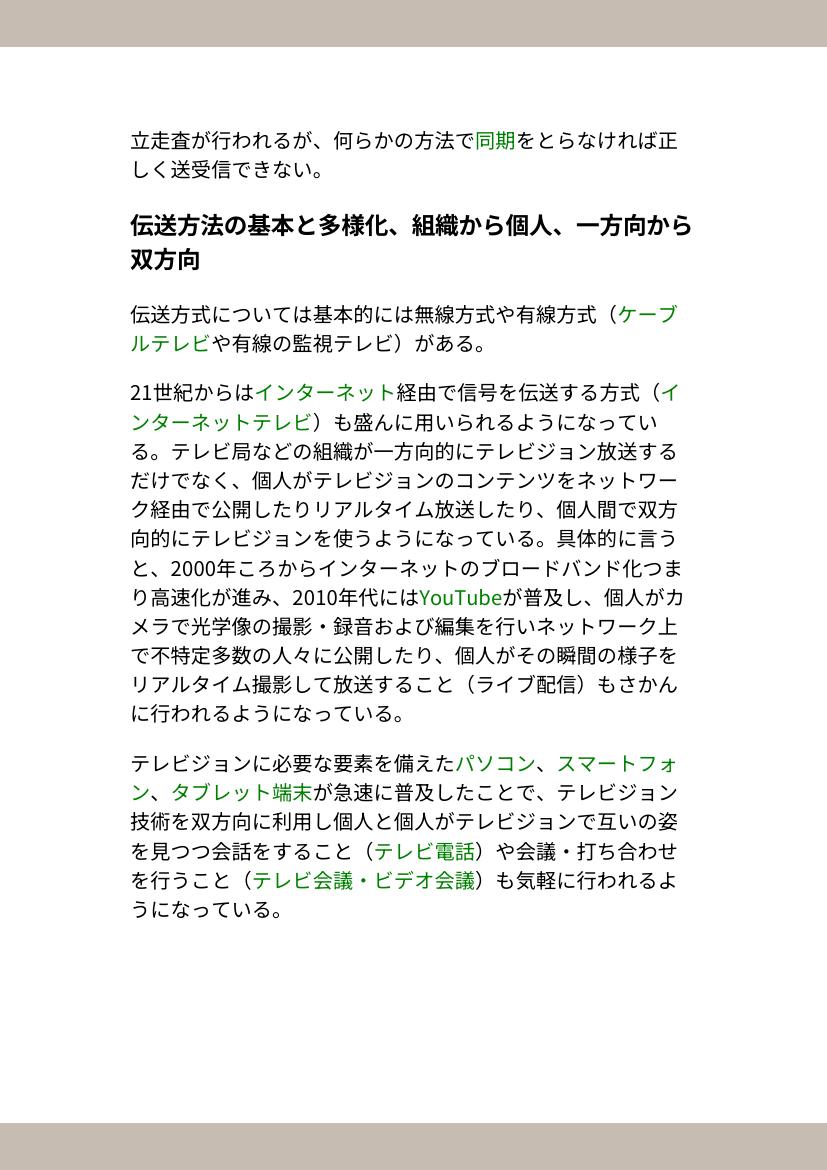 立走査が行われるが、何らかの方法で同期をとらなければ正
しく送受信できない。
伝送方法の基本と多様化、組織から個人、一方向から
双方向
伝送方式については基本的には無線方式や有線方式（ケーブ
ルテレビや有線の監視テレビ）がある。
21世紀からはインターネット経由で信号を伝送する方式（イ
ンターネットテレビ）も盛んに用いられるようになってい
る。テレビ局などの組織が一方向的にテレビジョン放送する
だけでなく、個人がテレビジョンのコンテンツをネットワー
ク経由で公開したりリアルタイム放送したり、個人間で双方
向的にテレビジョンを使うようになっている。具体的に言う
と、2000年ころからインターネットのブロードバンド化つま
り高速化が進み、2010年代にはYouTubeが普及し、個人がカ
メラで光学像の撮影・録音および編集を行いネットワーク上
で不特定多数の人々に公開したり、個人がその瞬間の様子を
リアルタイム撮影して放送すること（ライブ配信）もさかん
に行われるようになっている。
テレビジョンに必要な要素を備えたパソコン、スマートフォ
ン、タブレット端末が急速に普及したことで、テレビジョン
技術を双方向に利用し個人と個人がテレビジョンで互いの姿
を見つつ会話をすること（テレビ電話）や会議・打ち合わせ
を行うこと（テレビ会議・ビデオ会議）も気軽に行われるよ
うになっている。